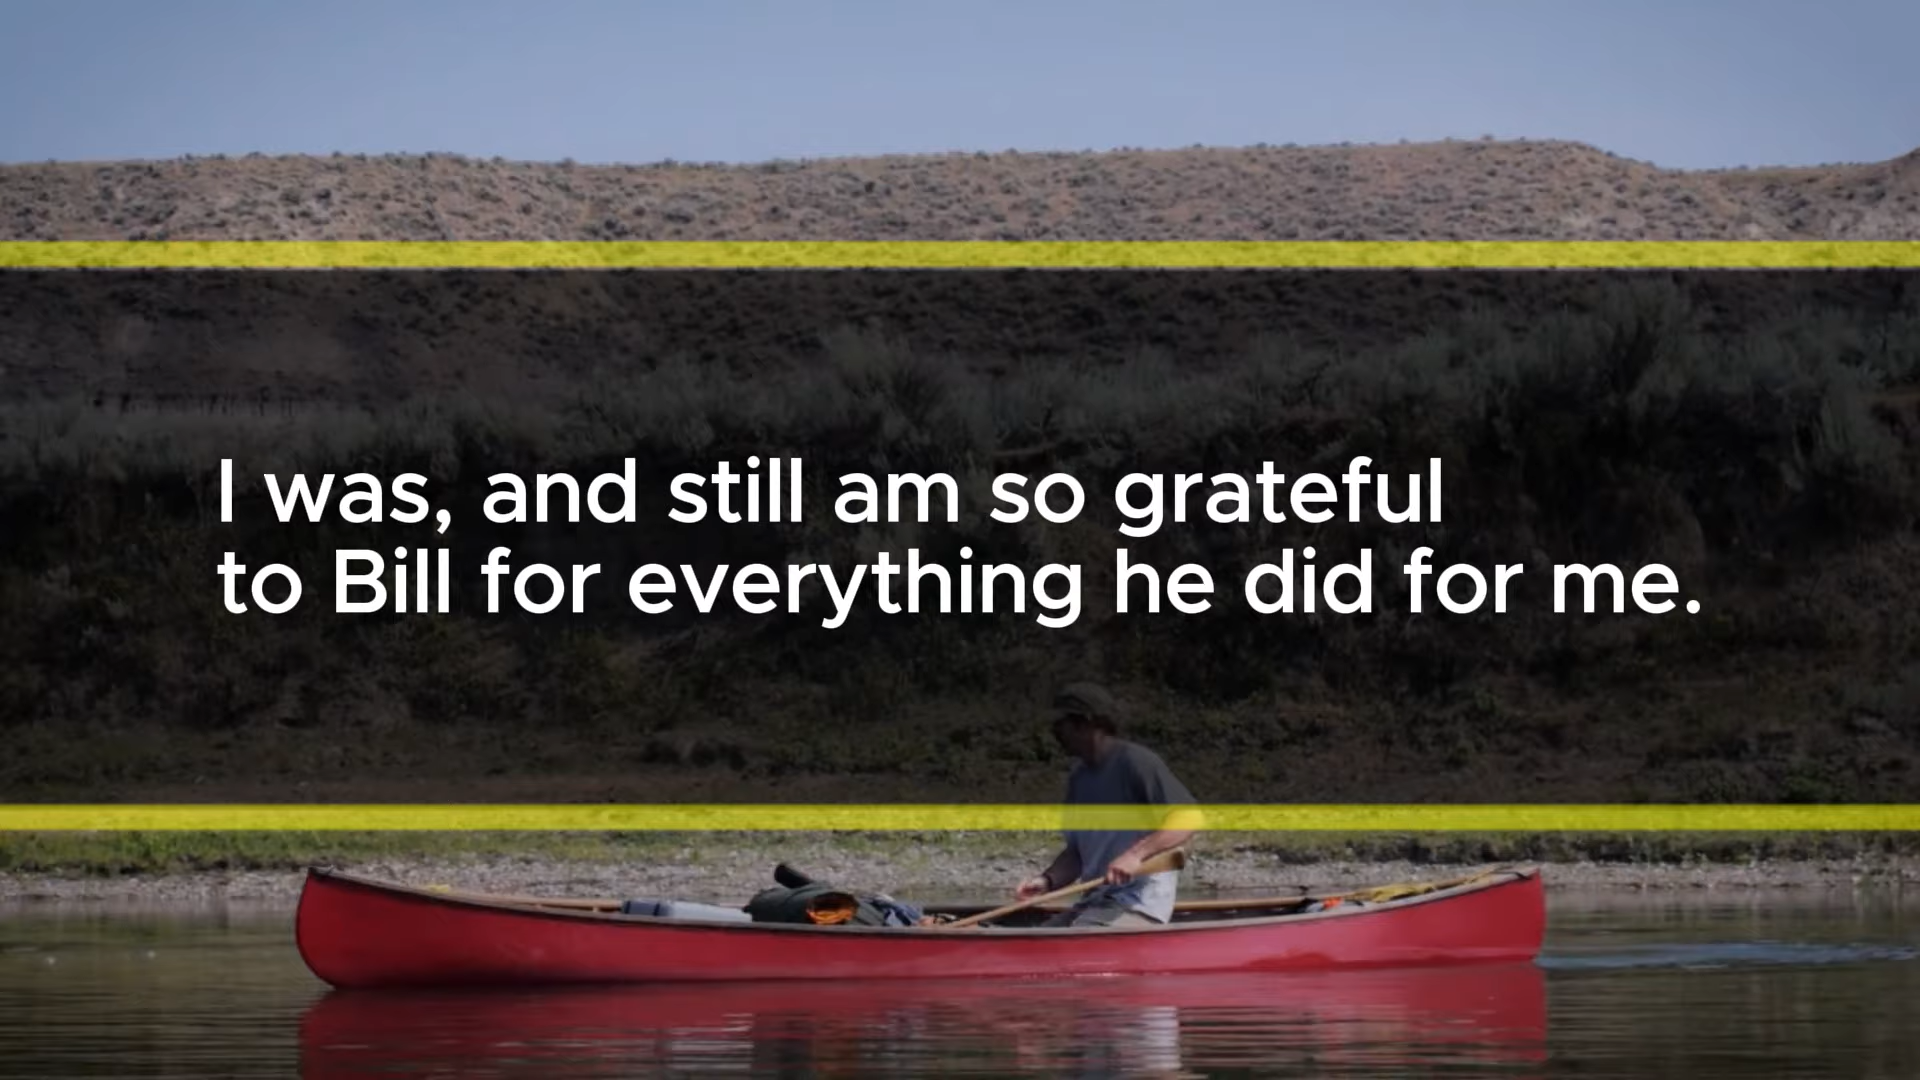 I was, and still am so grateful
to Bill for everything he did for me.